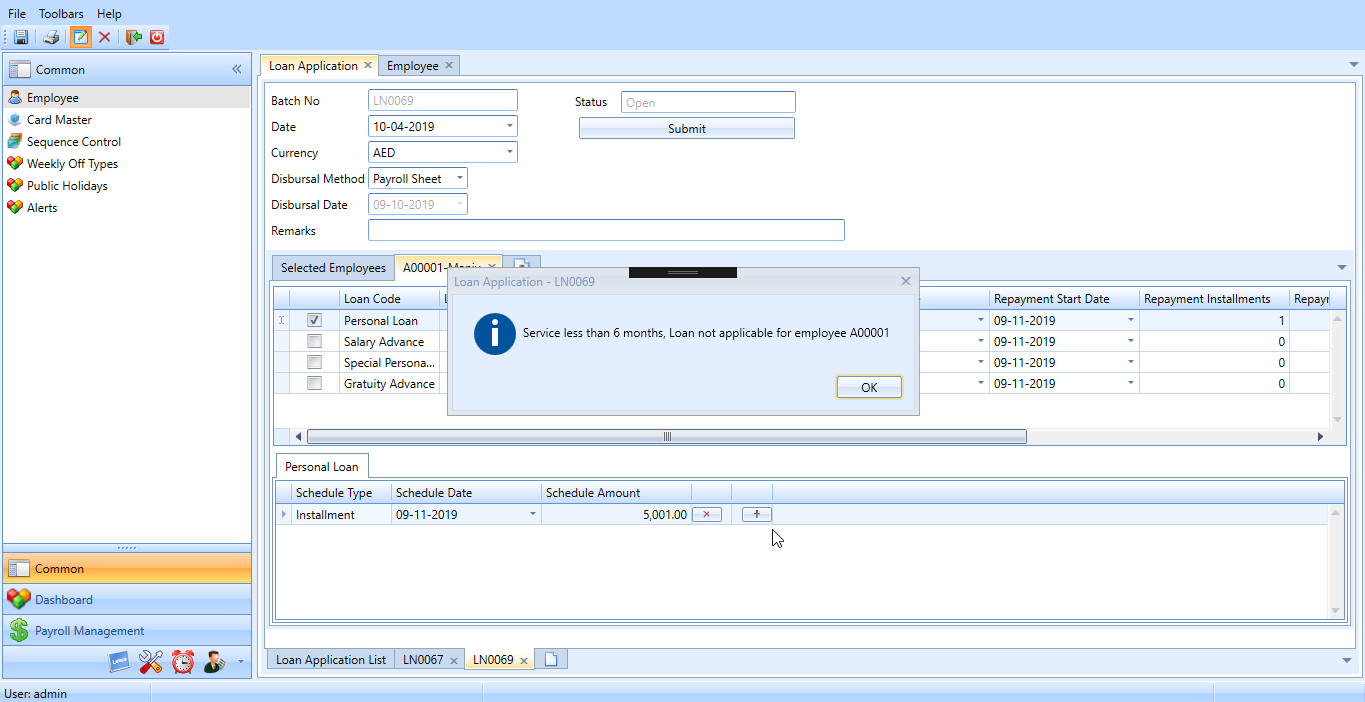 File Toolbars Help
Common
Employee
Card Master
Sequence Control
Weekly Off Types
Public Holidays
Alerts
Common
Dashboard
Payroll Management
User: admin
Loan Application Employee
Batch No LN0069 Status Open
Date 10-04-2019 Submit
Currency AED
Disbursal Method Payroll Sheet
Disbursal Date 09-10-2019
Remarks
Selected Employees A00001-
Loan Code Repayment Start Date Repayment Installments
Personal Loan 09-11-2019 1
Salary Advance 09-11-2019 0
Special Persona... 09-11-2019 0
Gratuity Advance 09-11-2019 0
Loan Application - LN0069
Service less than 6 months, Loan not applicable for employee A00001
OK
Personal Loan
Schedule Type Schedule Date Schedule Amount
Installment 09-11-2019 5,001.00
Loan Application List LN0067 LN0069